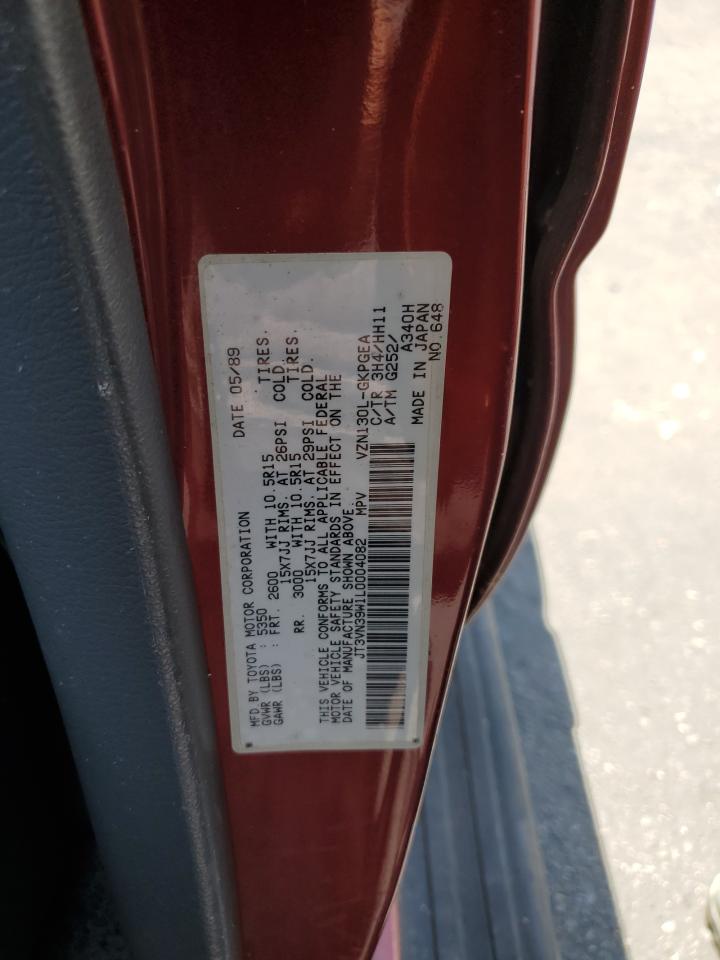 MFD. BY TOYOTA MOTOR CORPORATION DATE 05/89
GVWR (LBS) : 5350
GAWR (LBS) : FRT. 2600 WITH 10.5R15 TIRES.
15X7JJ RIMS. AT 26PSI COLD.
RR. 3000 WITH 10.5R15 TIRES.
15X7JJ RIMS. AT 29PSI COLD.
THIS VEHICLE CONFORMS TO ALL APPLICABLE FEDERAL
MOTOR VEHICLE SAFETY STANDARDS IN EFFECT ON THE
DATE OF MANUFACTURE SHOWN ABOVE.
JT3VN39W1L0004082 MPV VZN130L-GKPGEA
C/TR 3H4/HH11
A/TM G252/ A340H
MADE IN JAPAN
NO.648